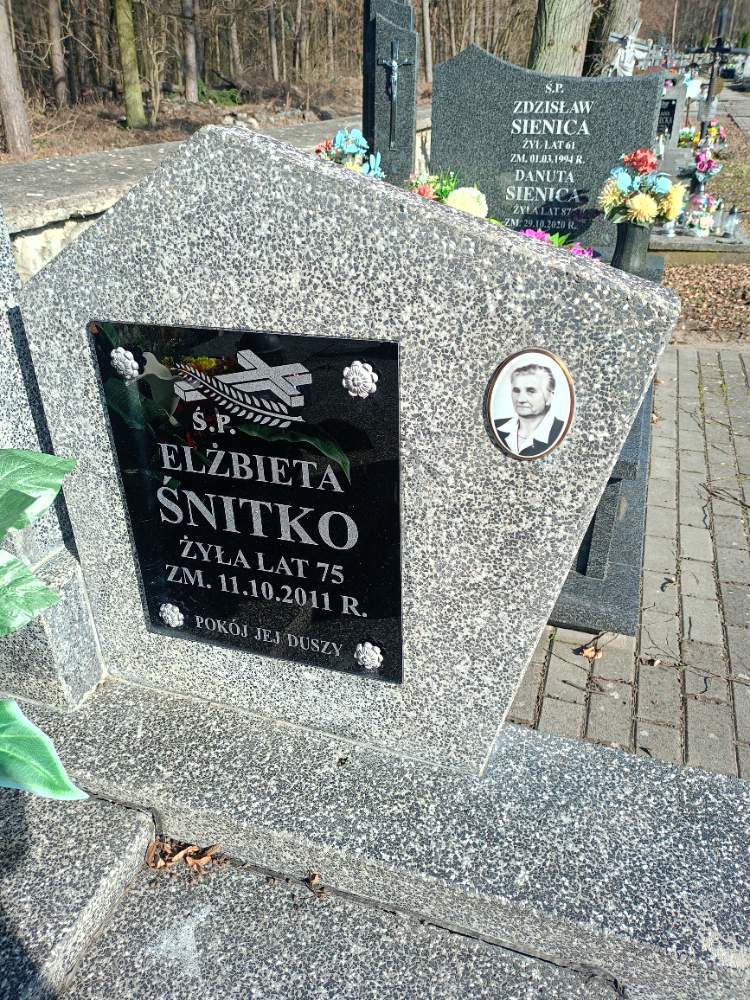 Ś.P.
ELŻBIETA
ŚNITKO
ŻYŁA LAT 75
ZM. 11.10.2011 R.
POKÓJ JEJ DUSZY
Ś.P.
ZDZISŁAW
SIENICA
ŻYŁ LAT 61
ZM. 01.03.1994 R.
DANUTA
SIENICA
ŻYŁA LAT 87
ZM. 29.10.2020 R.